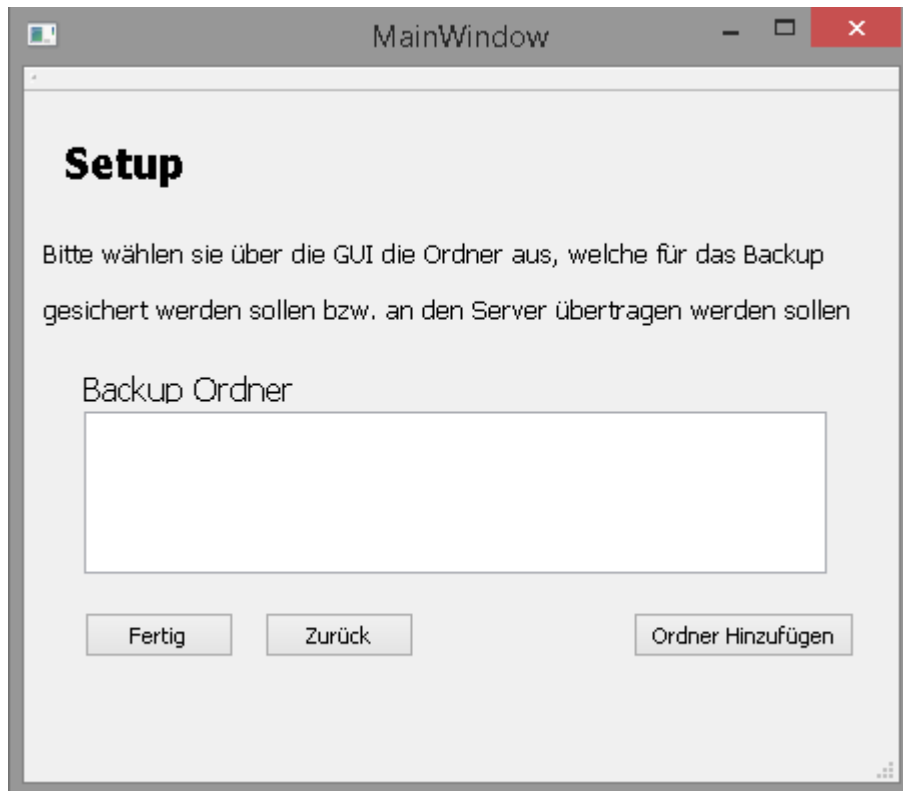 MainWindow
Setup
Bitte wählen sie über die GUI die Ordner aus, welche für das Backup
gesichert werden sollen bzw. an den Server übertragen werden sollen
Backup Ordner
Fertig
Zurück
Ordner Hinzufügen